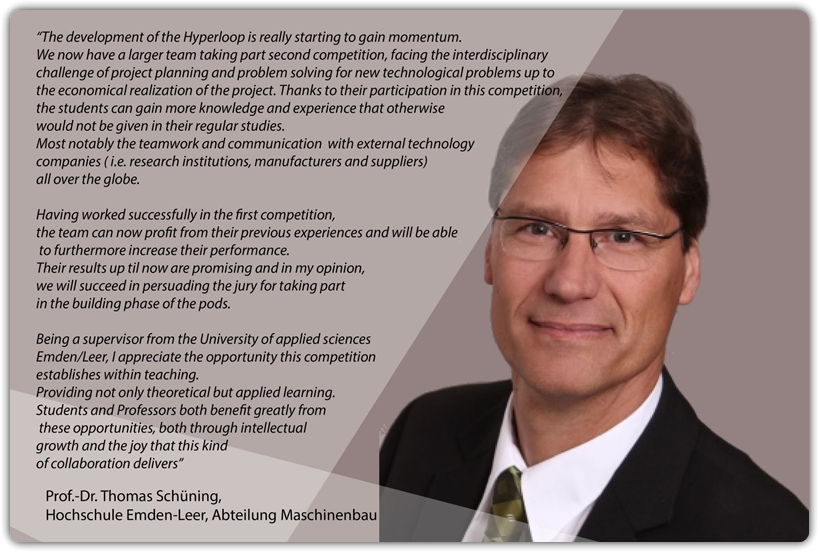 “The development of the Hyperloop is really starting to gain momentum.
We now have a larger team taking part second competition, facing the interdisciplinary
challenge of project planning and problem solving for new technological problems up to
the economical realization of the project. Thanks to their participation in this competition,
the students can gain more knowledge and experience that otherwise
would not be given in their regular studies.
Most notably the teamwork and communication with external technology
companies ( i.e. research institutions, manufacturers and suppliers)
all over the globe.
Having worked successfully in the first competition,
the team can now profit from their previous experiences and will be able
to furthermore increase their performance.
Their results up til now are promising and in my opinion,
we will succeed in persuading the jury for taking part
in the building phase of the pods.
Being a supervisor from the University of applied sciences
Emden/Leer, I appreciate the opportunity this competition
establishes within teaching.
Providing not only theoretical but applied learning.
Students and Professors both benefit greatly from
these opportunities, both through intellectual
growth and the joy that this kind
of collaboration delivers”
Prof.-Dr. Thomas Schüning,
Hochschule Emden-Leer, Abteilung Maschinenbau